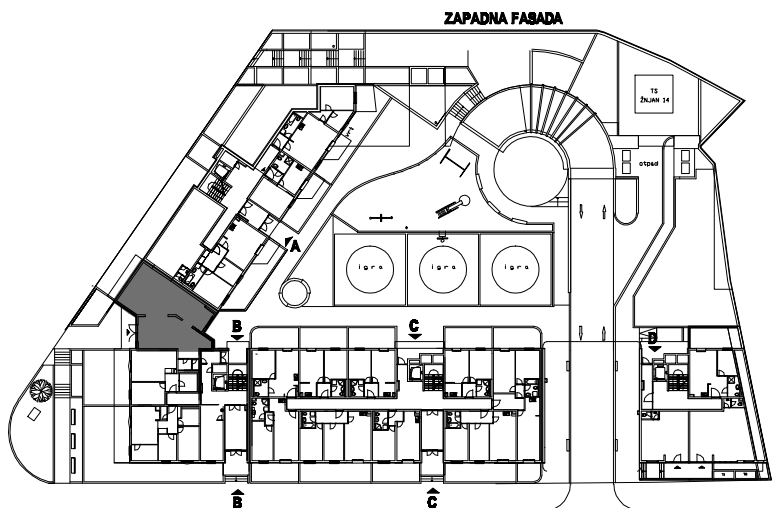 ZAPADNA FASADA
TS
ŽNJAN 14
otpad
A
igra
igra
igra
B
C
D
B
C